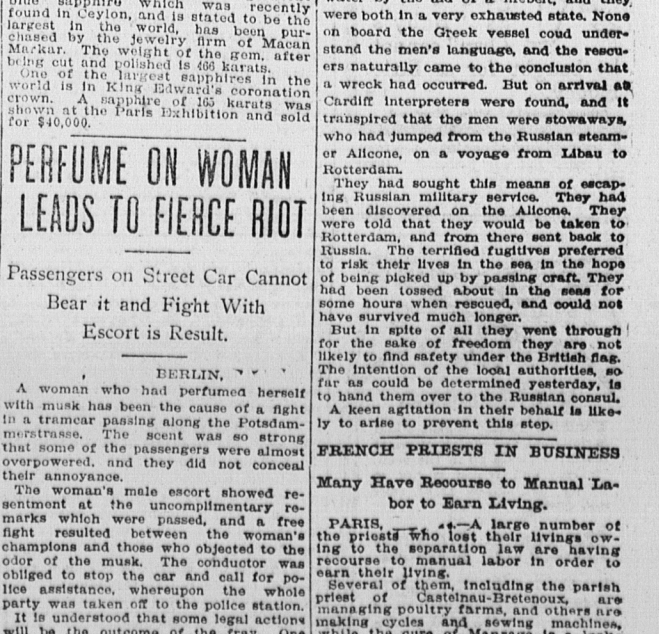 blue sapphire which was recently
found in Ceylon, and is stated to be the
largest in the world, has been pur-
chased by the jewelry firm of Macan
Markar. The weight of the gem, after
being cut and polished is 466 karats.
One of the largest sapphires in the
world is in King Edward's coronation
crown. A sapphire of 165 karats was
shown at the Paris Exhibition and sold
for $40,000.
PERFUME ON WOMAN
LEADS TO FIERCE RIOT
Passengers on Street Car Cannot
Bear it and Fight With
Escort is Result.
BERLIN,
A woman who had perfumed herself
with musk has been the cause of a fight
in a tramcar passing along the Potsdam-
merstrasse. The scent was so strong
that some of the passengers were almost
overpowered, and they did not conceal
their annoyance.
The woman's male escort showed re-
sentment at the uncomplimentary re-
marks which were passed, and a free
fight resulted between the woman's
champions and those who objected to the
odor of the musk. The conductor was
obliged to stop the car and call for po-
lice assistance, whereupon the whole
party was taken off to the police station.
It is understood that some legal actions
will be the outcome of the fray. One
were both in a very exhausted state. None
on board the Greek vessel coud under-
stand the men's language, and the rescu-
ers naturally came to the conclusion that
a wreck had occurred. But on arrival at
Cardiff interpreters were found, and it
transpired that the men were stowaways,
who had jumped from the Russian steam-
er Alicone, on a voyage from Libau to
Rotterdam.
They had sought this means of escap-
ing Russian military service. They had
been discovered on the Alicone. They
were told that they would be taken to
Rotterdam, and from there sent back to
Russia. The terrified fugitives preferred
to risk their lives in the sea in the hope
of being picked up by passing craft. They
had been tossed about in the seas for
some hours when rescued, and could not
have survived much longer.
But in spite of all they went through
for the sake of freedom they are not
likely to find safety under the British flag.
The intention of the local authorities, so
far as could be determined yesterday, is
to hand them over to the Russian consul.
A keen agitation in their behalf is like-
ly to arise to prevent this step.
FRENCH PRIESTS IN BUSINESS
Many Have Recourse to Manual La-
bor to Earn Living.
PARIS, —A large number of
the priests who lost their livings ow-
ing to the separation law are having
recourse to manual labor in order to
earn their living.
Several of them, including the parish
priest of Castelnau-Bretenoux, are
managing poultry farms, and others are
making cycles and sewing machines,